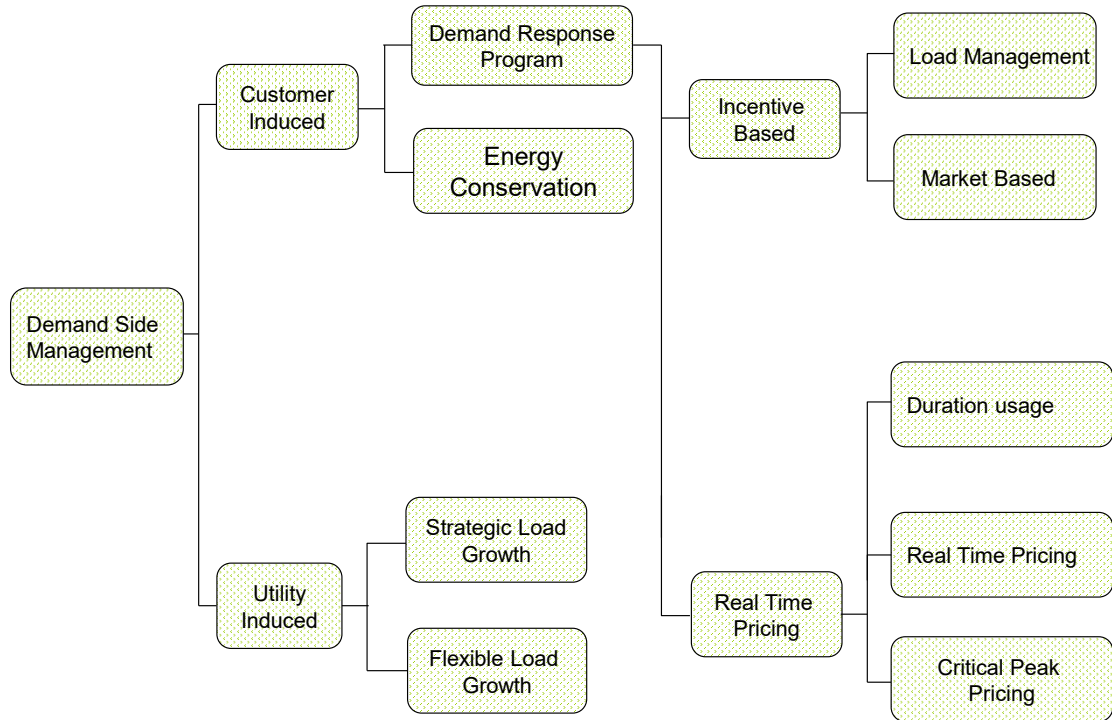 Demand Side
Management
Customer
Induced
Utility
Induced
Demand Response
Program
Energy
Conservation
Strategic Load
Growth
Flexible Load
Growth
Incentive
Based
Real Time
Pricing
Load Management
Market Based
Duration usage
Real Time Pricing
Critical Peak
Pricing